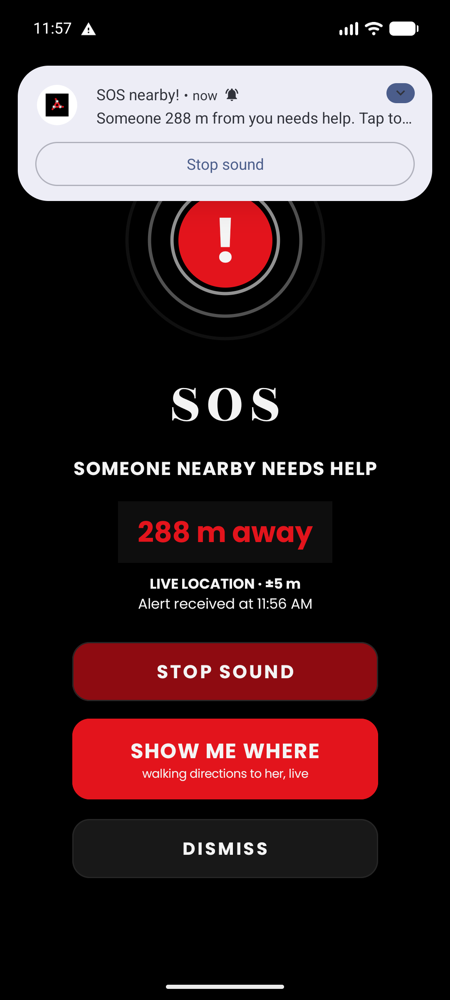 11:57
SOS nearby! • now
Someone 288 m from you needs help. Tap to…
Stop sound
!
SOS
SOMEONE NEARBY NEEDS HELP
288 m away
LIVE LOCATION · ±5 m
Alert received at 11:56 AM
STOP SOUND
SHOW ME WHERE
walking directions to her, live
DISMISS